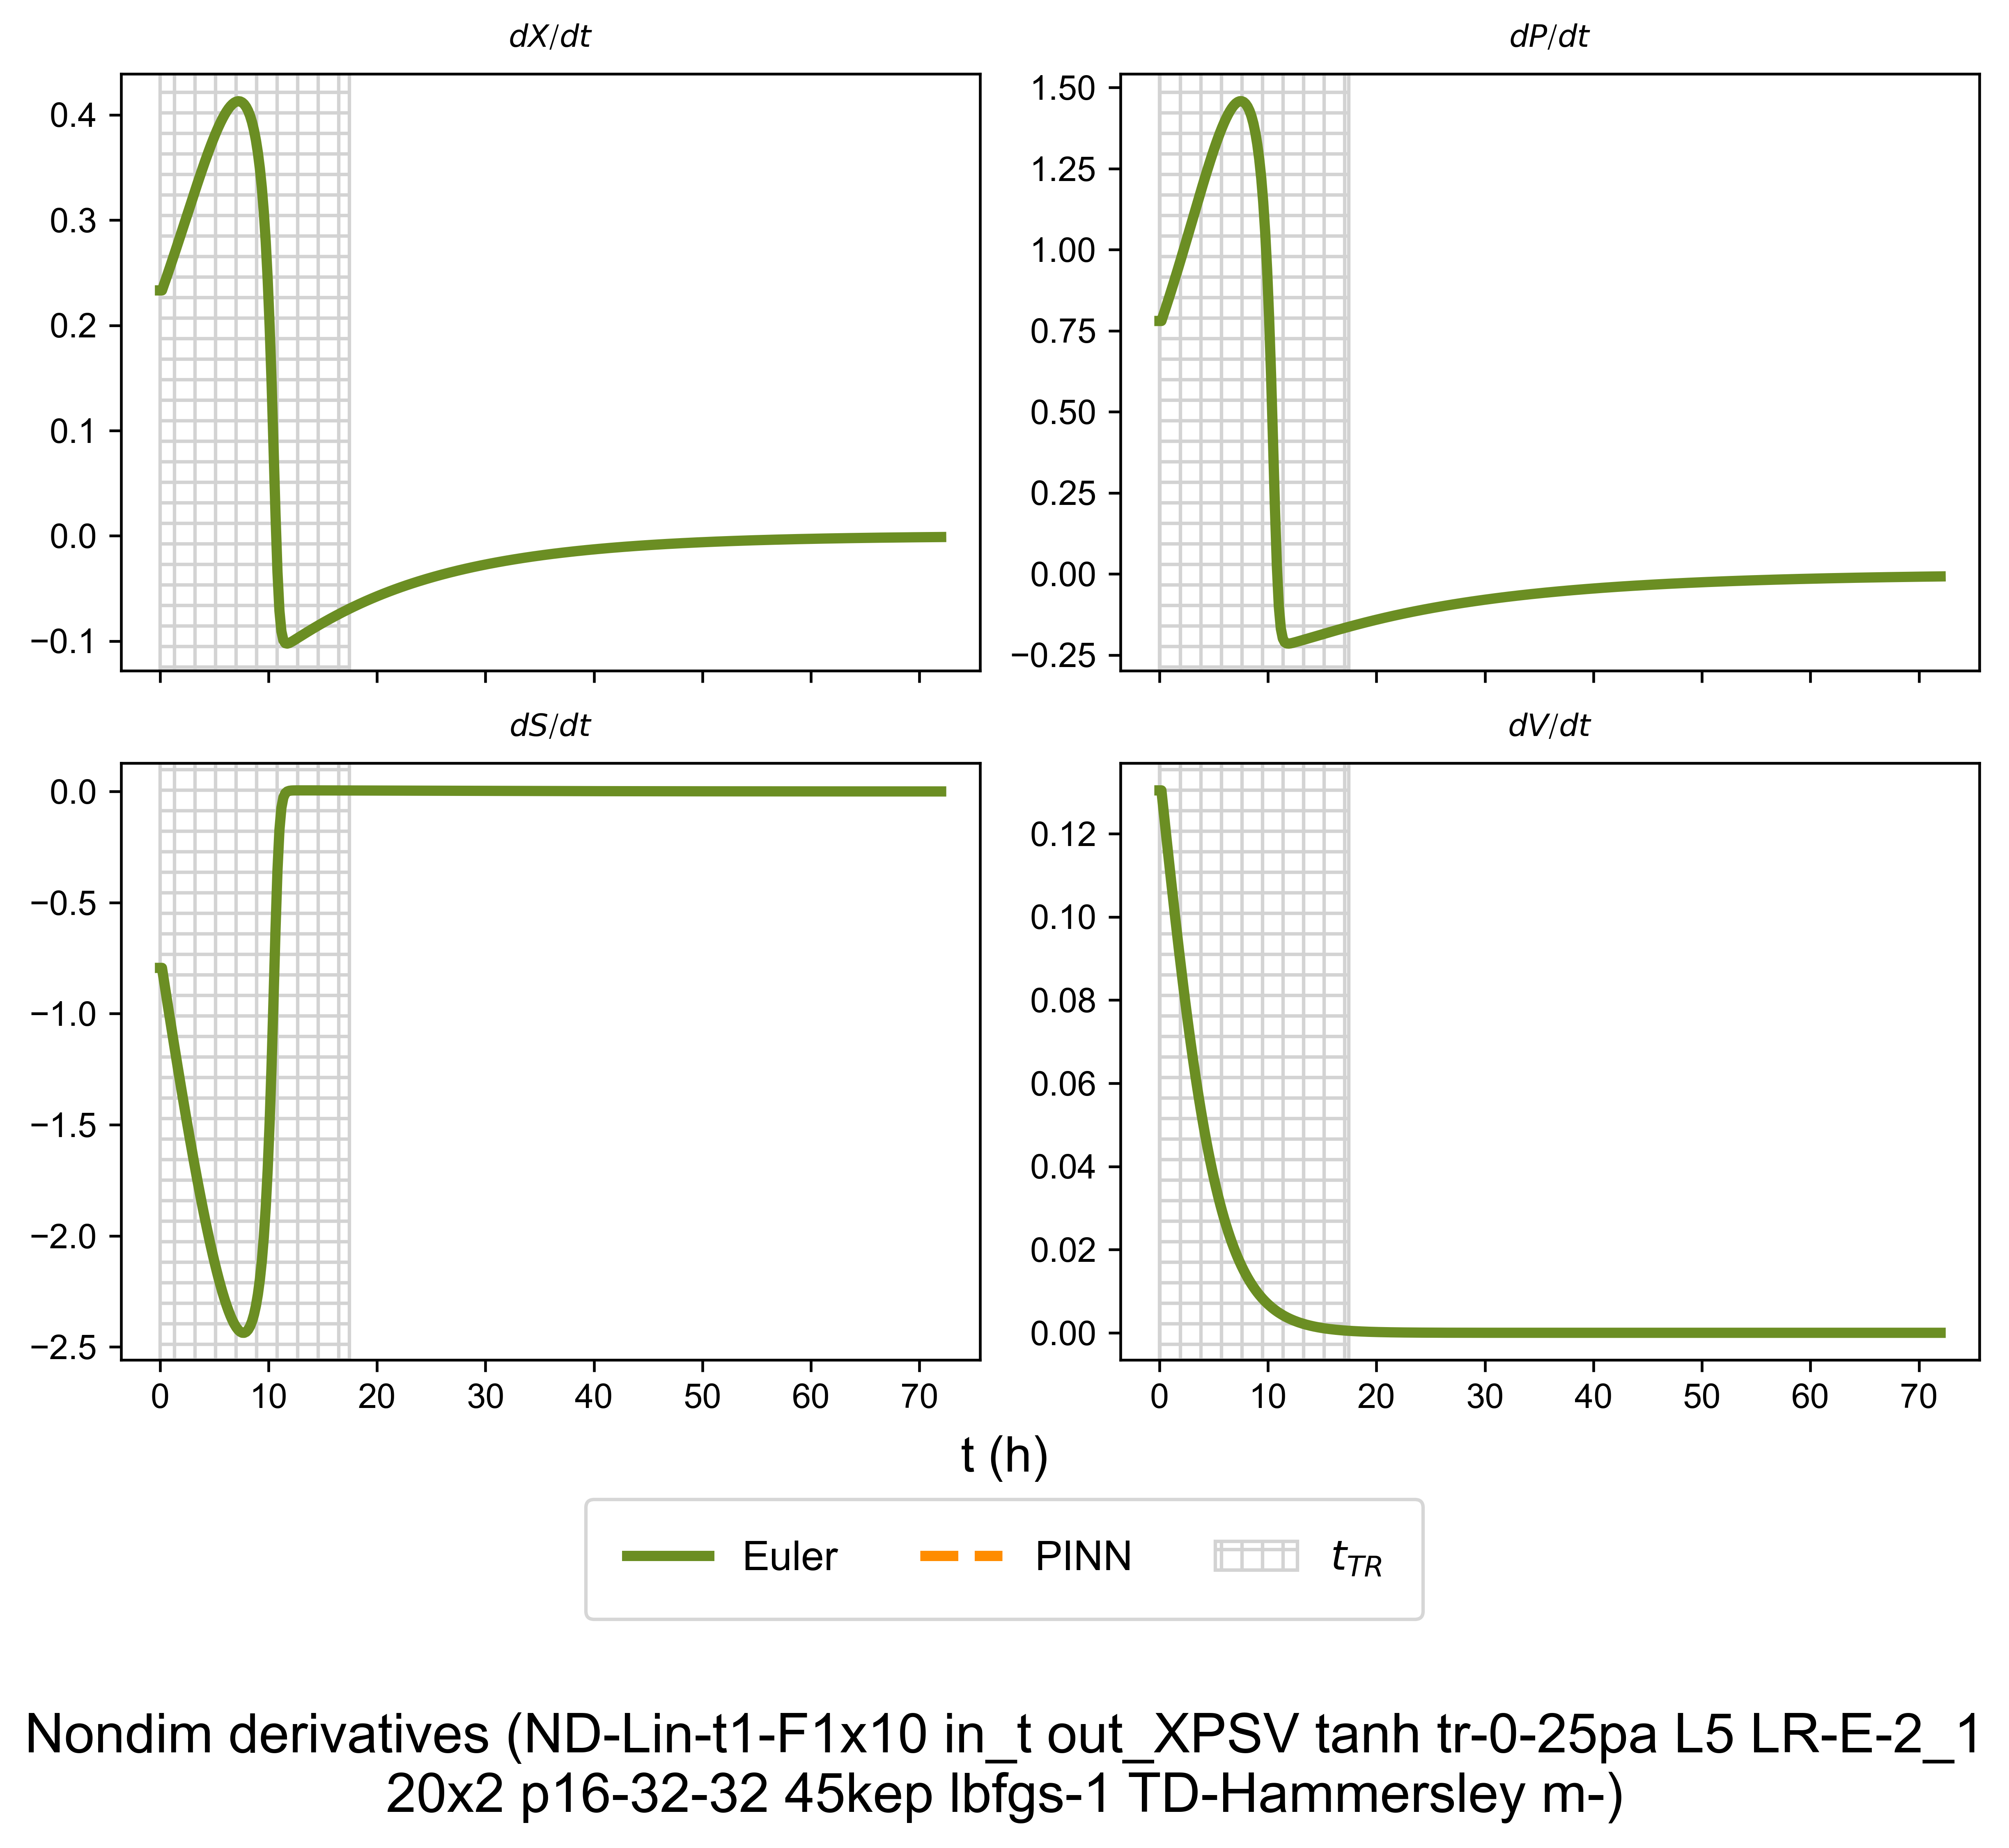 dX/dt
dP/dt
0.4
0.3
0.2
0.1
0.0
−0.1
1.50
1.25
1.00
0.75
0.50
0.25
0.00
−0.25
dS/dt
dV/dt
0.0
−0.5
−1.0
−1.5
−2.0
−2.5
0 10 20 30 40 50 60 70
0.12
0.10
0.08
0.06
0.04
0.02
0.00
0 10 20 30 40 50 60 70
t (h)
Euler PINN t_TR
Nondim derivatives (ND-Lin-t1-F1x10 in_t out_XPSV tanh tr-0-25pa L5 LR-E-2_1
20x2 p16-32-32 45kep lbfgs-1 TD-Hammersley m-)